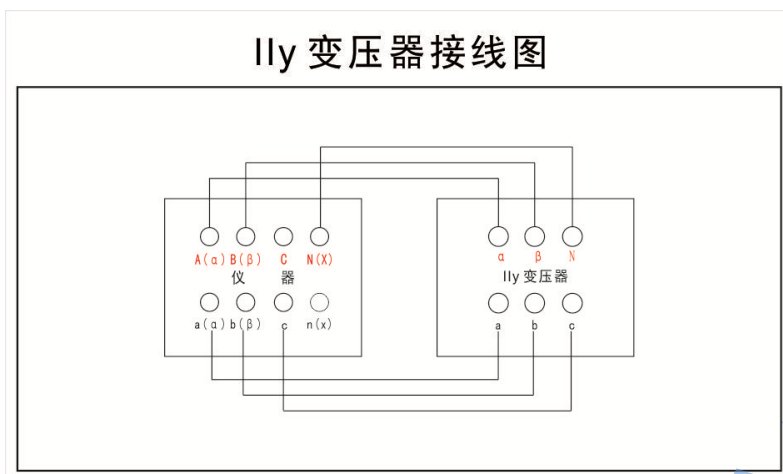 IIy 变压器接线图
A(α) B(β) C N(X) α β N
仪 器 IIy 变压器
a(α) b(β) c n(x) a b c